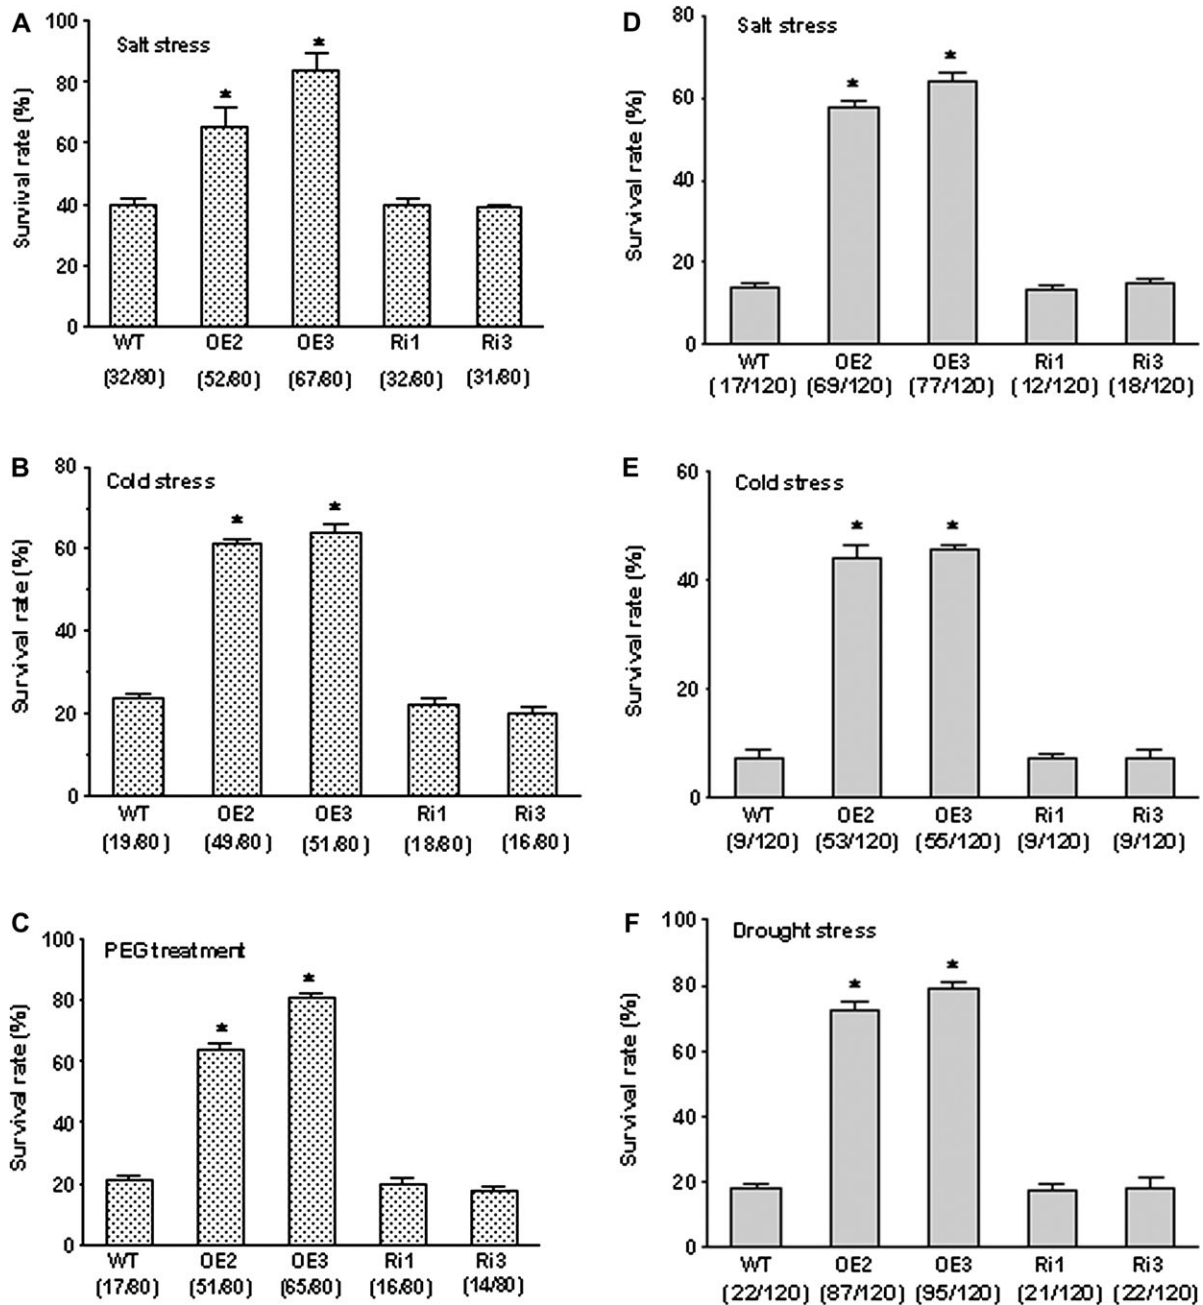 A
Salt stress
Survival rate (%)
100
80
60
40
20
0
* *
WT OE2 OE3 Ri1 Ri3
(32/80) (52/80) (67/80) (32/80) (31/80)
B
Cold stress
Survival rate (%)
80
60
40
20
0
* *
WT OE2 OE3 Ri1 Ri3
(19/80) (49/80) (51/80) (18/80) (16/80)
C
PEG treatment
Survival rate (%)
100
80
60
40
20
0
* *
WT OE2 OE3 Ri1 Ri3
(17/80) (51/80) (65/80) (16/80) (14/80)
D
Salt stress
Survival rate (%)
80
60
40
20
0
* *
WT OE2 OE3 Ri1 Ri3
(17/120) (69/120) (77/120) (12/120) (18/120)
E
Cold stress
Survival rate (%)
60
40
20
0
* *
WT OE2 OE3 Ri1 Ri3
(9/120) (53/120) (55/120) (9/120) (9/120)
F
Drought stress
Survival rate (%)
100
80
60
40
20
0
* *
WT OE2 OE3 Ri1 Ri3
(22/120) (87/120) (95/120) (21/120) (22/120)